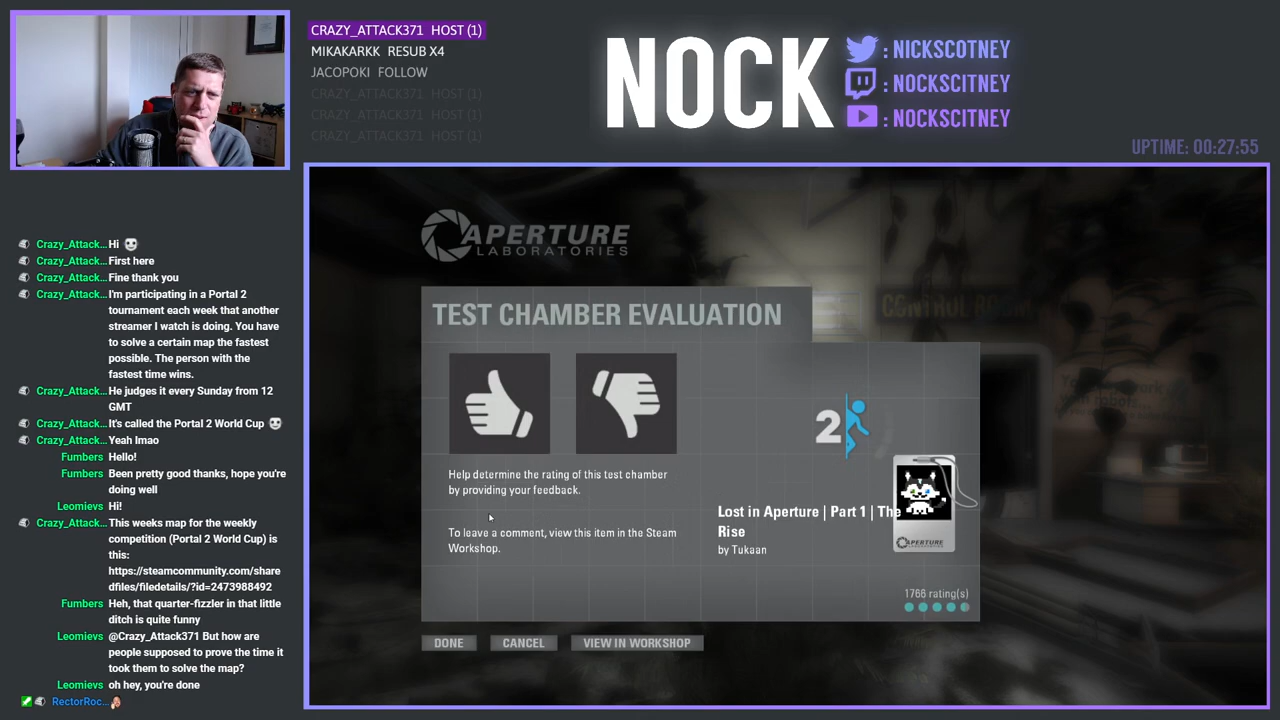 CRAZY_ATTACK371 HOST (1)
MIKAKARKK RESUB X4
JACOPOKI FOLLOW
CRAZY_ATTACK371 HOST (1)
CRAZY_ATTACK371 HOST (1)
CRAZY_ATTACK371 HOST (1)
NOCK
: NICKSCOTNEY
: NOCKSCITNEY
: NOCKSCITNEY
UPTIME: 00:27:55
Crazy_Attack... Hi
Crazy_Attack... First here
Crazy_Attack... Fine thank you
Crazy_Attack... I'm participating in a Portal 2
tournament each week that another
streamer I watch is doing. You have
to solve a certain map the fastest
possible. The person with the
fastest time wins.
Crazy_Attack... He judges it every Sunday from 12
GMT
Crazy_Attack... It's called the Portal 2 World Cup
Crazy_Attack... Yeah lmao
Fumbers Hello!
Fumbers Been pretty good thanks, hope you're
doing well
Leomievs Hi!
Crazy_Attack... This weeks map for the weekly
competition (Portal 2 World Cup) is
this:
https://steamcommunity.com/share
dfiles/filedetails/?id=2473988492
Fumbers Heh, that quarter-fizzler in that little
ditch is quite funny
Leomievs @Crazy_Attack371 But how are
people supposed to prove the time it
took them to solve the map?
Leomievs oh hey, you're done
RectorRoc...
APERTURE
LABORATORIES
TEST CHAMBER EVALUATION
CONTROL ROOM
Help determine the rating of this test chamber
by providing your feedback.
To leave a comment, view this item in the Steam
Workshop.
2
Lost in Aperture | Part 1 | The
Rise
by Tukaan
APERTURE
1766 rating(s)
DONE
CANCEL
VIEW IN WORKSHOP